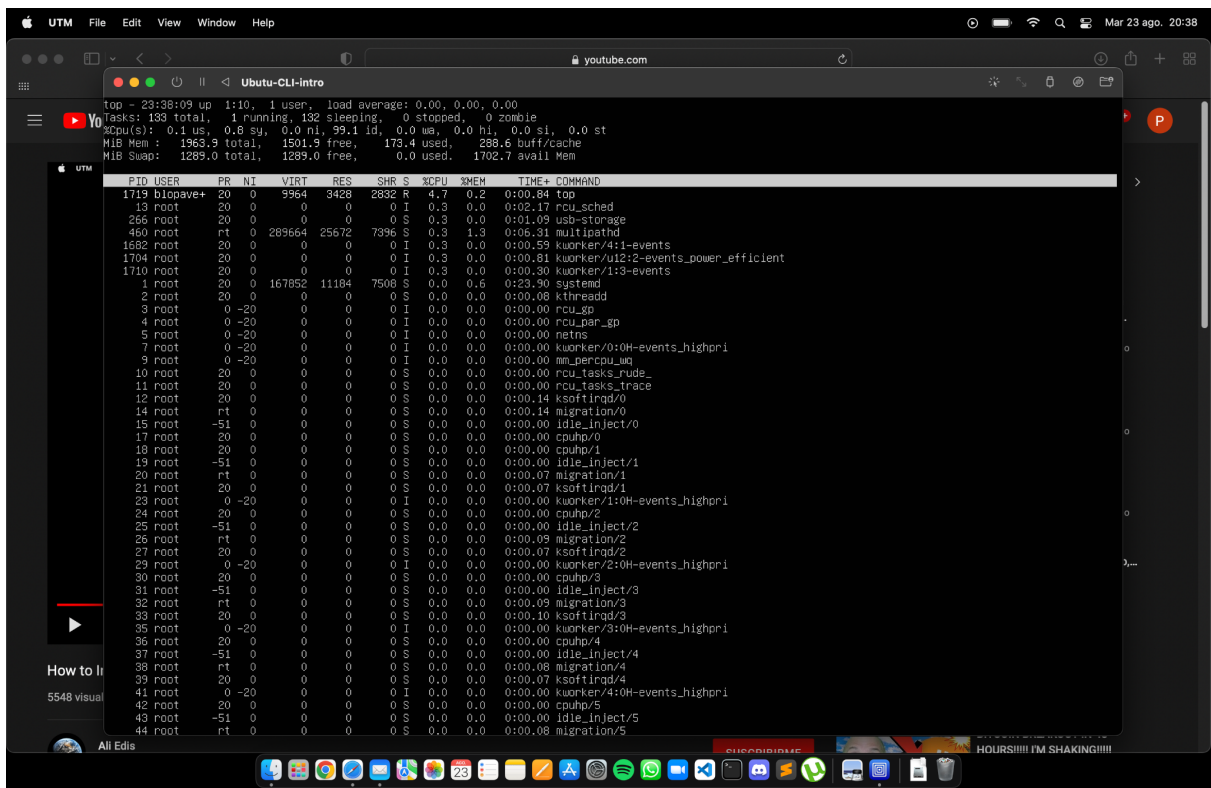 UTM File Edit View Window Help Mar 23 ago. 20:38
youtube.com
Ubutu-CLI-intro
top - 23:38:09 up 1:10, 1 user, load average: 0.00, 0.00, 0.00
Tasks: 133 total, 1 running, 132 sleeping, 0 stopped, 0 zombie
%Cpu(s): 0.1 us, 0.8 sy, 0.0 ni, 99.1 id, 0.0 wa, 0.0 hi, 0.0 si, 0.0 st
MiB Mem : 1963.9 total, 1501.9 free, 173.4 used, 288.6 buff/cache
MiB Swap: 1289.0 total, 1289.0 free, 0.0 used. 1702.7 avail Mem
Yo
P
UTM
PID USER PR NI VIRT RES SHR S %CPU %MEM TIME+ COMMAND
1719 blopave+ 20 0 9964 3428 2832 R 4.7 0.2 0:00.84 top
13 root 20 0 0 0 0 I 0.3 0.0 0:02.17 rcu_sched
266 root 20 0 0 0 0 S 0.3 0.0 0:01.09 usb-storage
460 root rt 0 289664 25672 7396 S 0.3 1.3 0:06.31 multipathd
1682 root 20 0 0 0 0 I 0.3 0.0 0:00.59 kworker/4:1-events
1704 root 20 0 0 0 0 I 0.3 0.0 0:00.81 kworker/u12:2-events_power_efficient
1710 root 20 0 0 0 0 I 0.3 0.0 0:00.30 kworker/1:3-events
1 root 20 0 167852 11184 7508 S 0.0 0.6 0:23.90 systemd
2 root 20 0 0 0 0 S 0.0 0.0 0:00.08 kthreadd
3 root 0 -20 0 0 0 I 0.0 0.0 0:00.00 rcu_gp
4 root 0 -20 0 0 0 I 0.0 0.0 0:00.00 rcu_par_gp
5 root 0 -20 0 0 0 I 0.0 0.0 0:00.00 netns
7 root 0 -20 0 0 0 I 0.0 0.0 0:00.00 kworker/0:0H-events_highpri
9 root 0 -20 0 0 0 I 0.0 0.0 0:00.00 mm_percpu_wq
10 root 20 0 0 0 0 S 0.0 0.0 0:00.00 rcu_tasks_rude_
11 root 20 0 0 0 0 S 0.0 0.0 0:00.00 rcu_tasks_trace
12 root 20 0 0 0 0 S 0.0 0.0 0:00.14 ksoftirqd/0
14 root rt 0 0 0 0 S 0.0 0.0 0:00.14 migration/0
15 root -51 0 0 0 0 S 0.0 0.0 0:00.00 idle_inject/0
17 root 20 0 0 0 0 S 0.0 0.0 0:00.00 cpuhp/0
18 root 20 0 0 0 0 S 0.0 0.0 0:00.00 cpuhp/1
19 root -51 0 0 0 0 S 0.0 0.0 0:00.00 idle_inject/1
20 root rt 0 0 0 0 S 0.0 0.0 0:00.07 migration/1
21 root 20 0 0 0 0 S 0.0 0.0 0:00.07 ksoftirqd/1
23 root 0 -20 0 0 0 I 0.0 0.0 0:00.00 kworker/1:0H-events_highpri
24 root 20 0 0 0 0 S 0.0 0.0 0:00.00 cpuhp/2
25 root -51 0 0 0 0 S 0.0 0.0 0:00.00 idle_inject/2
26 root rt 0 0 0 0 S 0.0 0.0 0:00.09 migration/2
27 root 20 0 0 0 0 S 0.0 0.0 0:00.07 ksoftirqd/2
29 root 0 -20 0 0 0 I 0.0 0.0 0:00.00 kworker/2:0H-events_highpri
30 root 20 0 0 0 0 S 0.0 0.0 0:00.00 cpuhp/3
31 root -51 0 0 0 0 S 0.0 0.0 0:00.00 idle_inject/3
32 root rt 0 0 0 0 S 0.0 0.0 0:00.09 migration/3
33 root 20 0 0 0 0 S 0.0 0.0 0:00.10 ksoftirqd/3
35 root 0 -20 0 0 0 I 0.0 0.0 0:00.00 kworker/3:0H-events_highpri
36 root 20 0 0 0 0 S 0.0 0.0 0:00.00 cpuhp/4
37 root -51 0 0 0 0 S 0.0 0.0 0:00.00 idle_inject/4
38 root rt 0 0 0 0 S 0.0 0.0 0:00.08 migration/4
39 root 20 0 0 0 0 S 0.0 0.0 0:00.07 ksoftirqd/4
41 root 0 -20 0 0 0 I 0.0 0.0 0:00.00 kworker/4:0H-events_highpri
42 root 20 0 0 0 0 S 0.0 0.0 0:00.00 cpuhp/5
43 root -51 0 0 0 0 S 0.0 0.0 0:00.00 idle_inject/5
44 root rt 0 0 0 0 S 0.0 0.0 0:00.08 migration/5
How to I
5548 visual
Ali Edis
HOURS!!!!! I'M SHAKING!!!!!
23